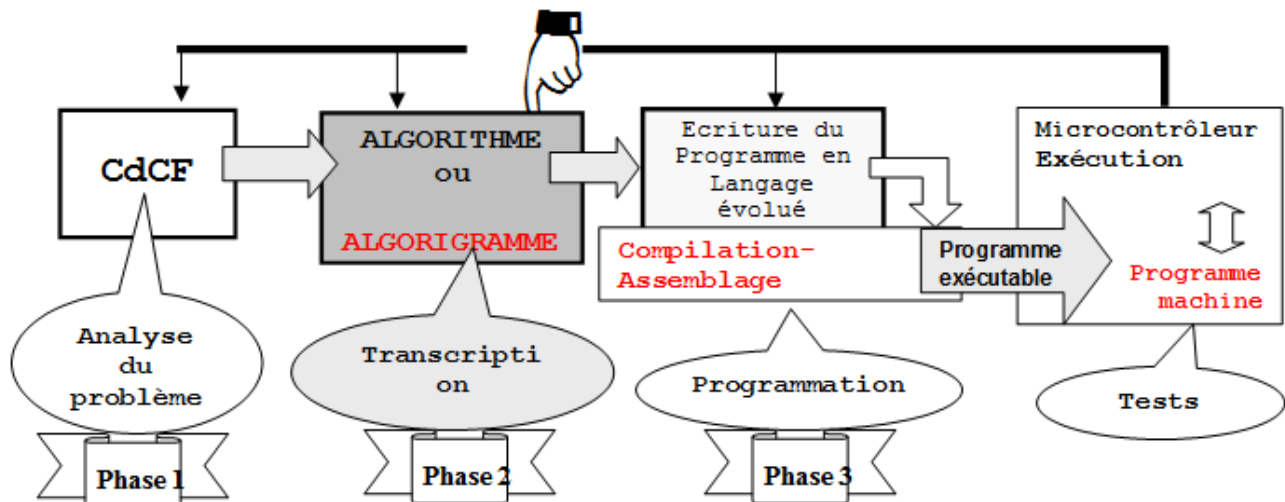 CdCF
ALGORITHME
ou
ALGORIGRAMME
Ecriture du
Programme en
Langage
évolué
Compilation-
Assemblage
Programme
exécutable
Microcontrôleur
Exécution
Programme
machine
Analyse
du
problème
Transcripti
on
Programmation
Tests
Phase 1
Phase 2
Phase 3